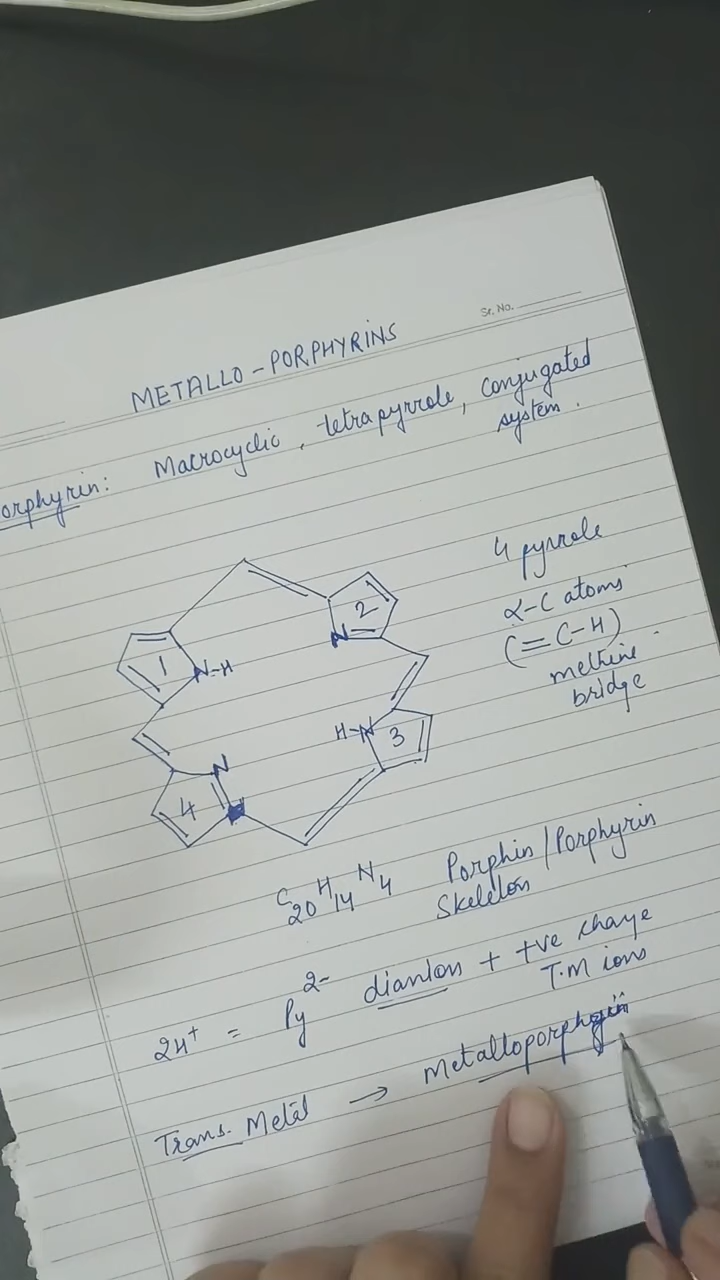 Sr. No.
METALLO - PORPHYRINS
orphyrin: Macrocyclic, tetrapyrrole, conjugated
system.
4 pyrrole
α-C atoms
(=C-H)
methine
bridge
1 N-H
2 N
H-N 3
4 N
C20H14N4 Porphin/Porphyrin
Skeleton
2H+ = Py2- dianion + +ve charge
T.M ions
Trans. Metal → Metalloporphyrin